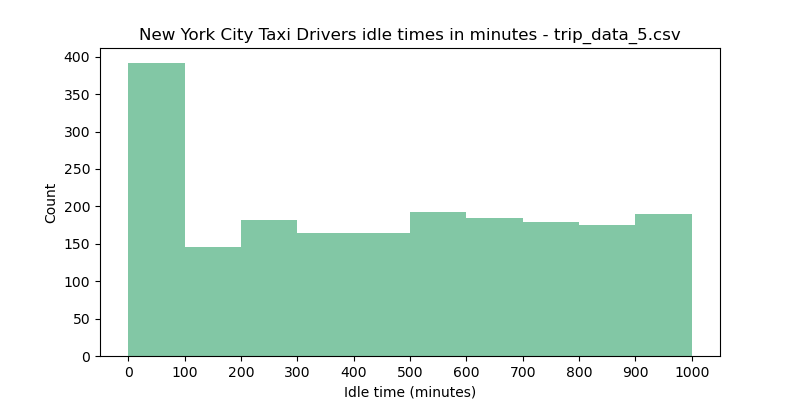 New York City Taxi Drivers idle times in minutes - trip_data_5.csv
400
350
300
250
200
150
100
50
0
Count
0 100 200 300 400 500 600 700 800 900 1000
Idle time (minutes)